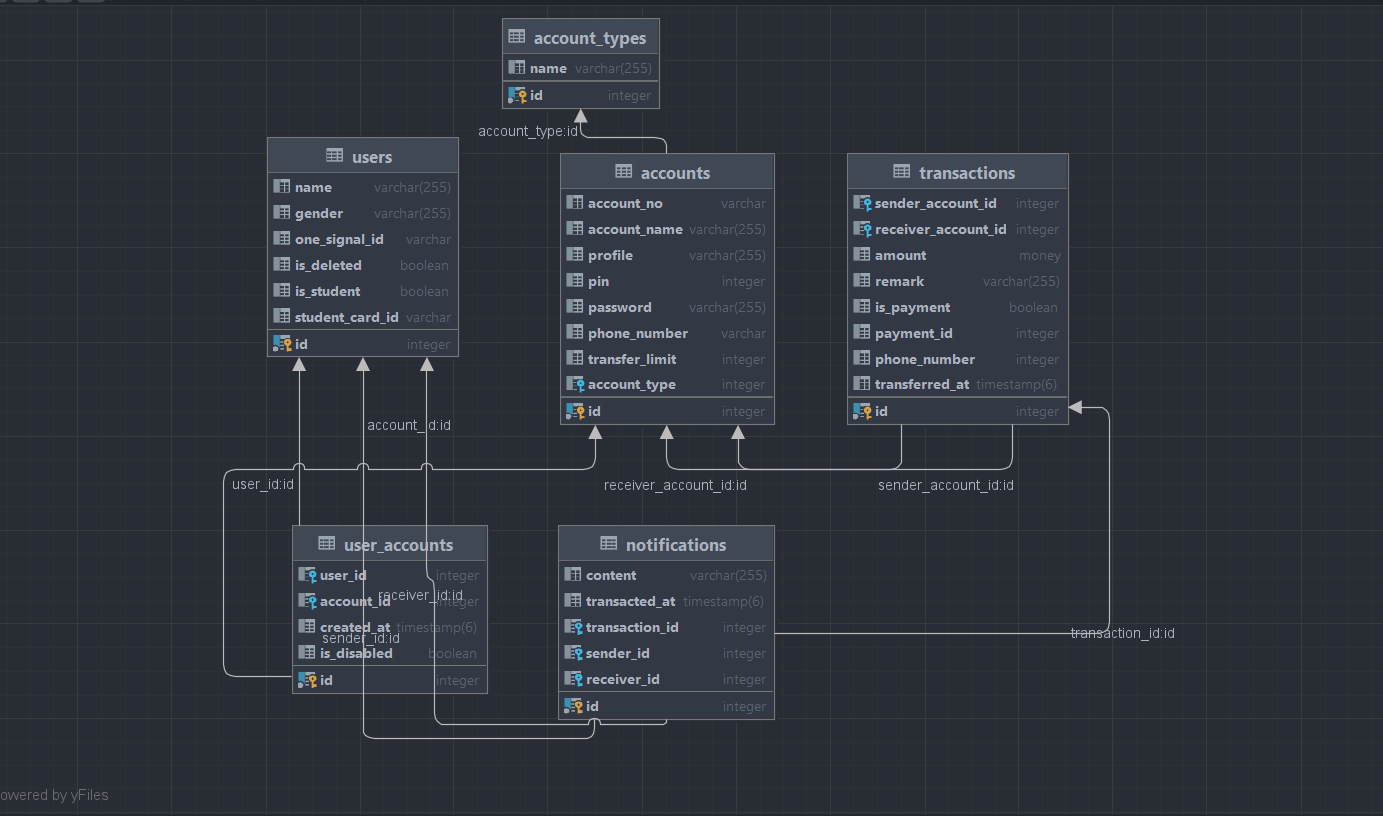 account_types
name varchar(255)
id integer
account_type:id
users
name varchar(255)
gender varchar(255)
one_signal_id varchar
is_deleted boolean
is_student boolean
student_card_id varchar
id integer
accounts
account_no varchar
account_name varchar(255)
profile varchar(255)
pin integer
password varchar(255)
phone_number varchar
transfer_limit integer
account_type integer
id integer
transactions
sender_account_id integer
receiver_account_id integer
amount money
remark varchar(255)
is_payment boolean
payment_id integer
phone_number integer
transferred_at timestamp(6)
id integer
account_id:id
user_id:id
receiver_account_id:id
sender_account_id:id
user_accounts
user_id integer
account_id integer
receiver_id:id
created_at timestamp(6)
sender_id:id
is_disabled boolean
id integer
notifications
content varchar(255)
transacted_at timestamp(6)
transaction_id integer
sender_id integer
receiver_id integer
id integer
transaction_id:id
owered by yFiles